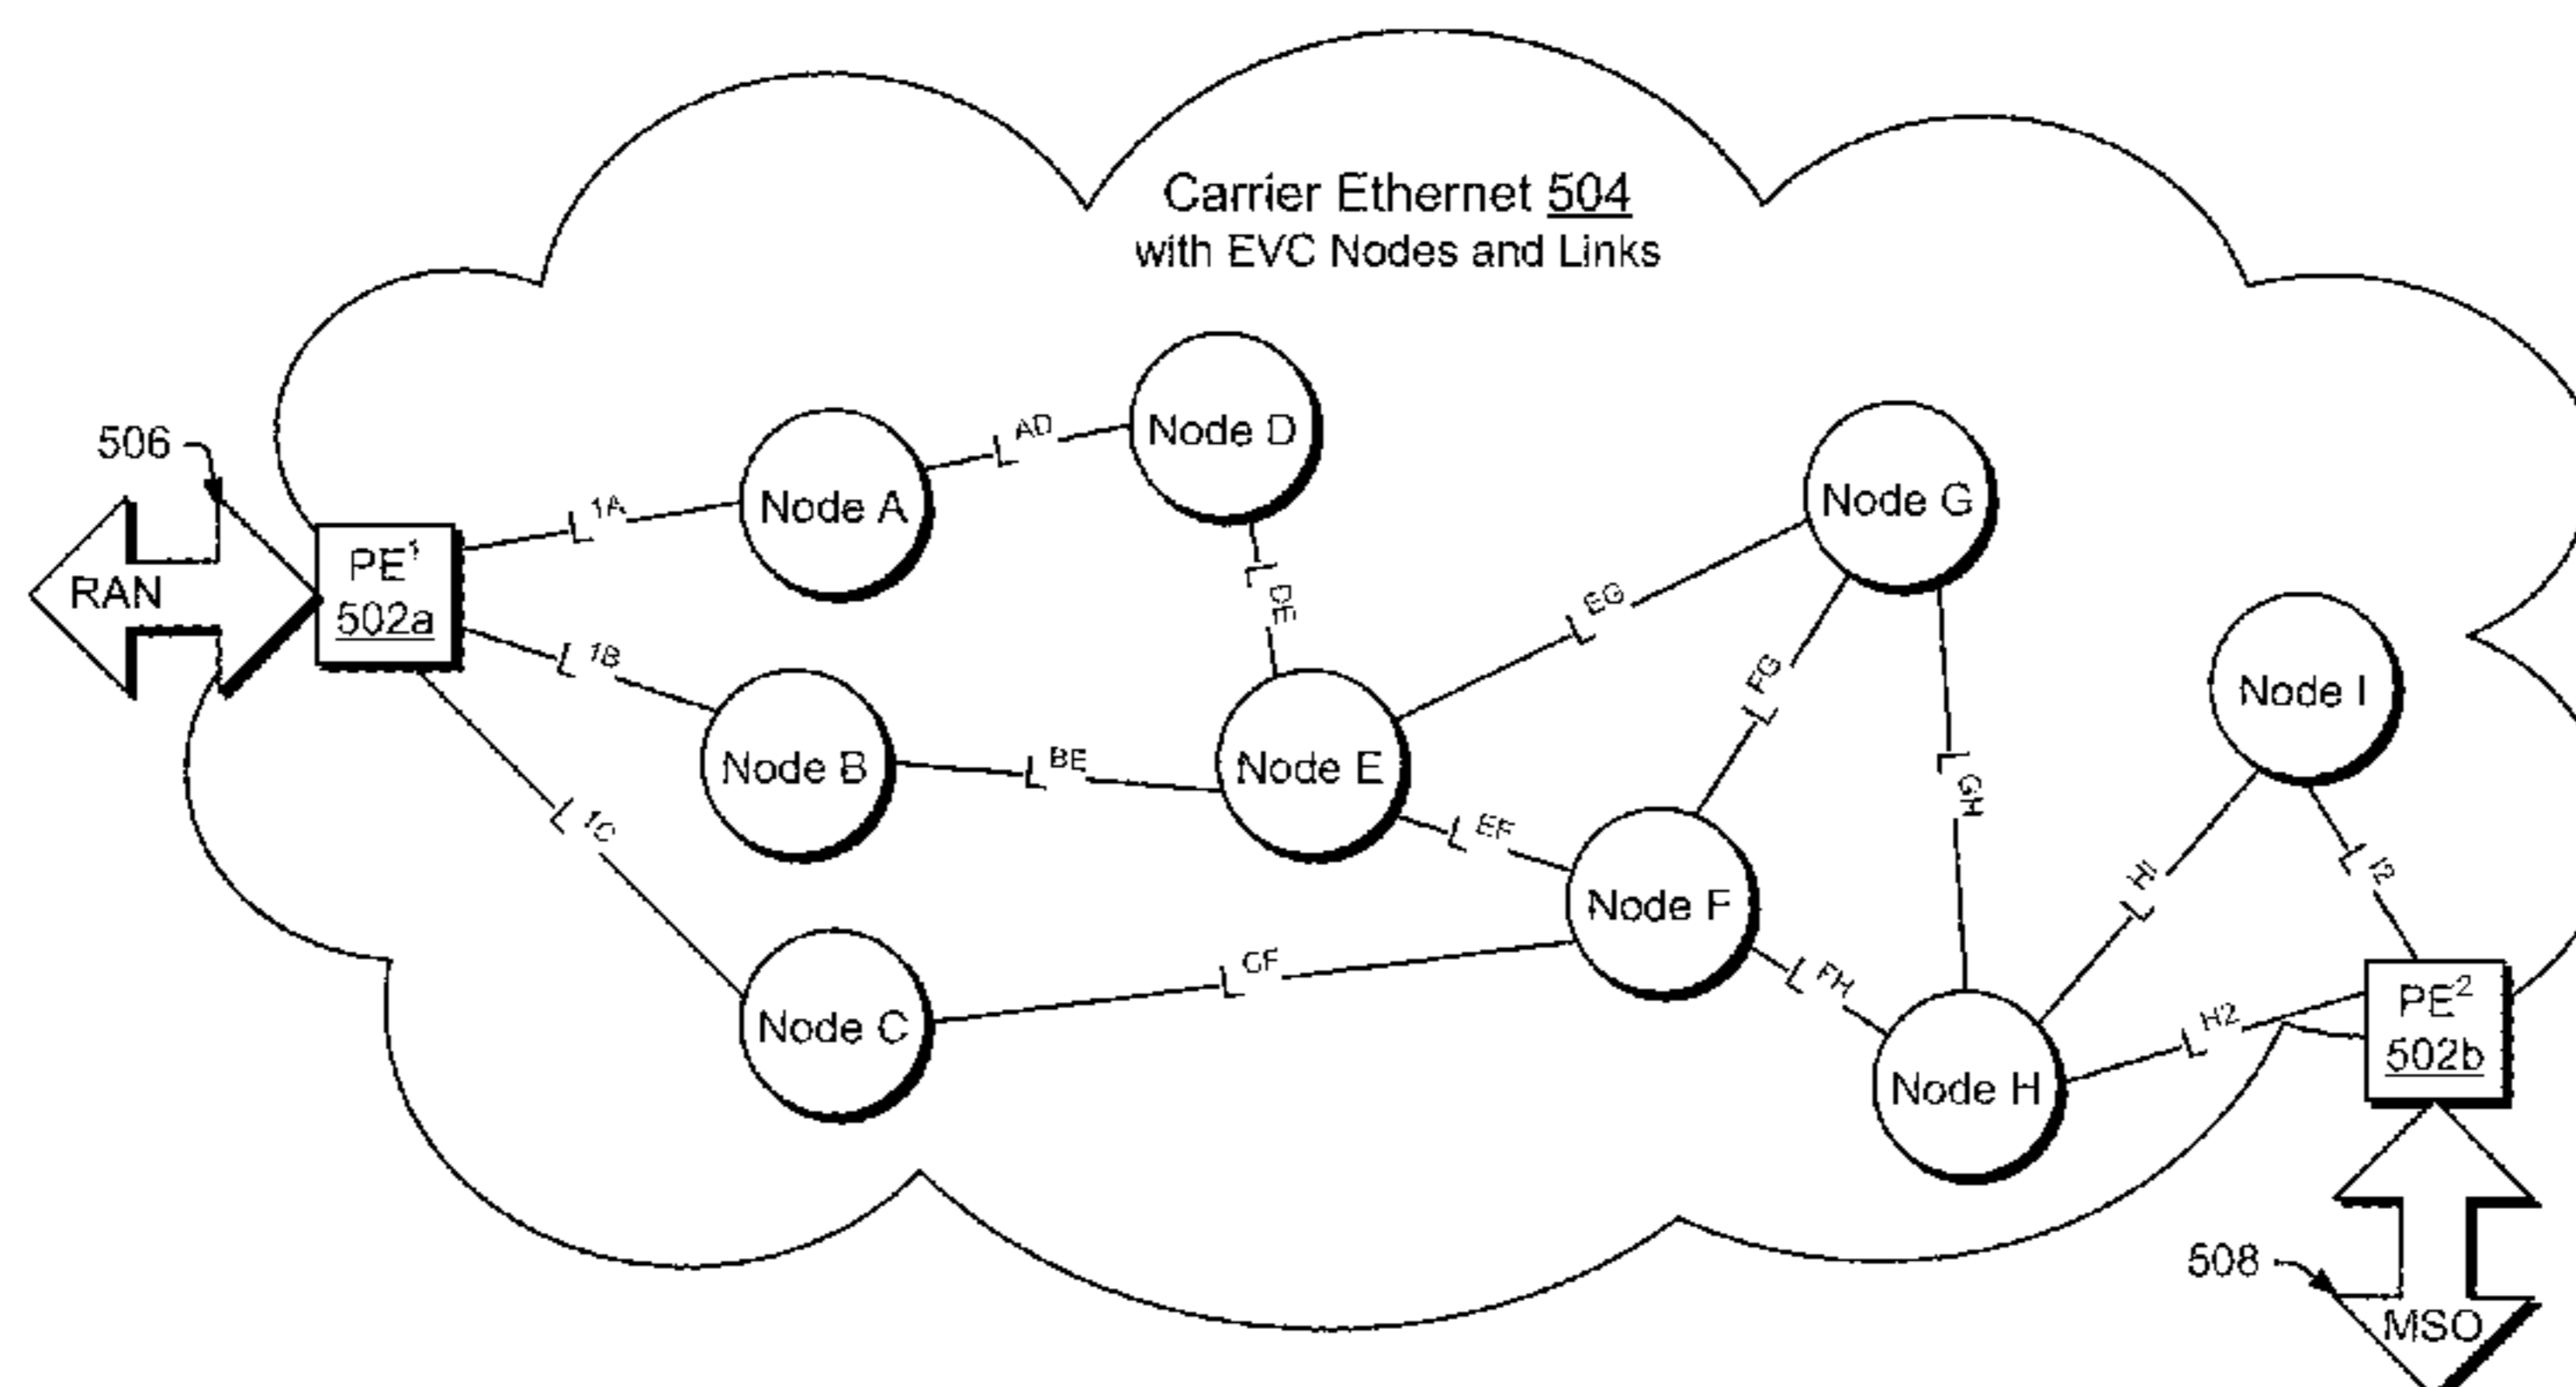 Carrier Ethernet 504
with EVC Nodes and Links
506
RAN
PE1
502a
L1A
Node A
LAD
Node D
LDE
L1B
Node B
LBE
Node E
LEG
Node G
LFG
LGH
LEF
Node F
L1C
Node C
LCF
LFH
Node H
LHI
Node I
LI2
LH2
PE2
502b
508
MSO